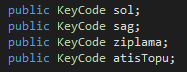 public KeyCode sol;
public KeyCode sag;
public KeyCode ziplama;
public KeyCode atisTopu;